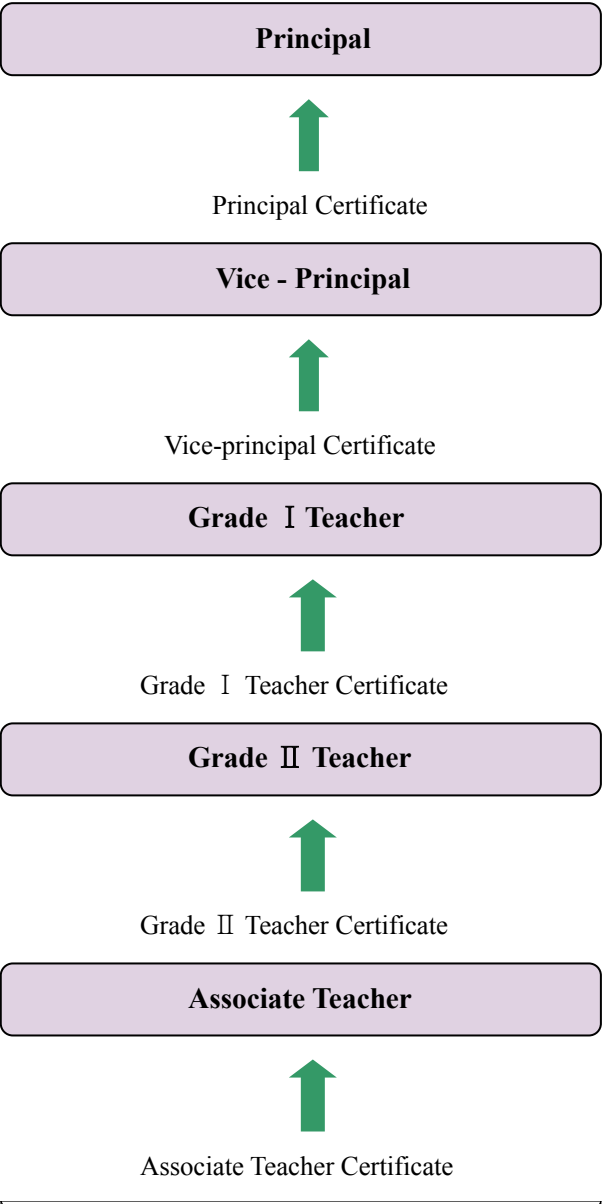 Principal
Principal Certificate
Vice - Principal
Vice-principal Certificate
Grade Ⅰ Teacher
Grade Ⅰ Teacher Certificate
Grade Ⅱ Teacher
Grade Ⅱ Teacher Certificate
Associate Teacher
Associate Teacher Certificate